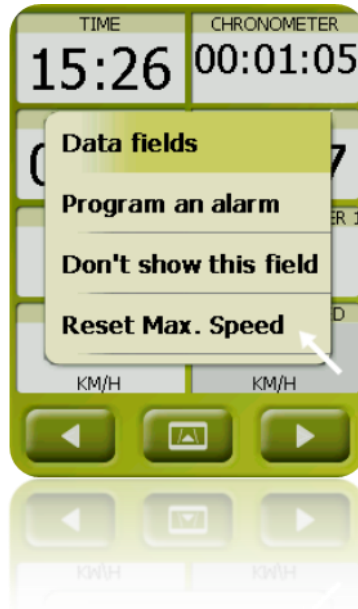 TIME CHRONOMETER
15:26 00:01:05
Data fields
Program an alarm
Don't show this field
Reset Max. Speed
KM/H KM/H